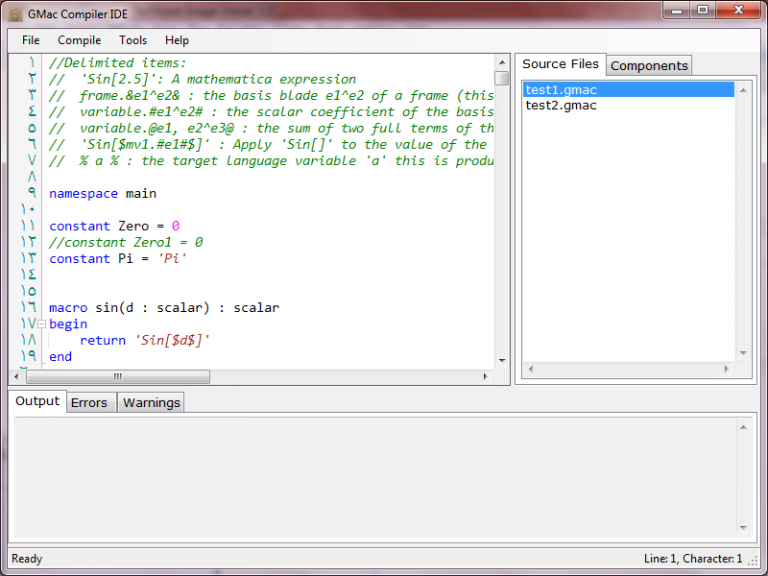 GMac Compiler IDE
File Compile Tools Help
١ //Delimited items:
٢ // 'Sin[2.5]': A mathematica expression
٣ // frame.&e1^e2& : the basis blade e1^e2 of a frame (this
٤ // variable.#e1^e2# : the scalar coefficient of the basis
٥ // variable.@e1, e2^e3@ : the sum of two full terms of th
٦ // 'Sin[$mv1.#e1#$]' : Apply 'Sin[]' to the value of the
٧ // % a % : the target language variable 'a' this is produ
٨
٩ namespace main
١٠
١١ constant Zero = 0
١٢ //constant Zero1 = 0
١٣ constant Pi = 'Pi'
١٤
١٥
١٦ macro sin(d : scalar) : scalar
١٧ begin
١٨ return 'Sin[$d$]'
١٩ end
Source Files Components
test1.gmac
test2.gmac
Output Errors Warnings
Ready Line: 1, Character: 1